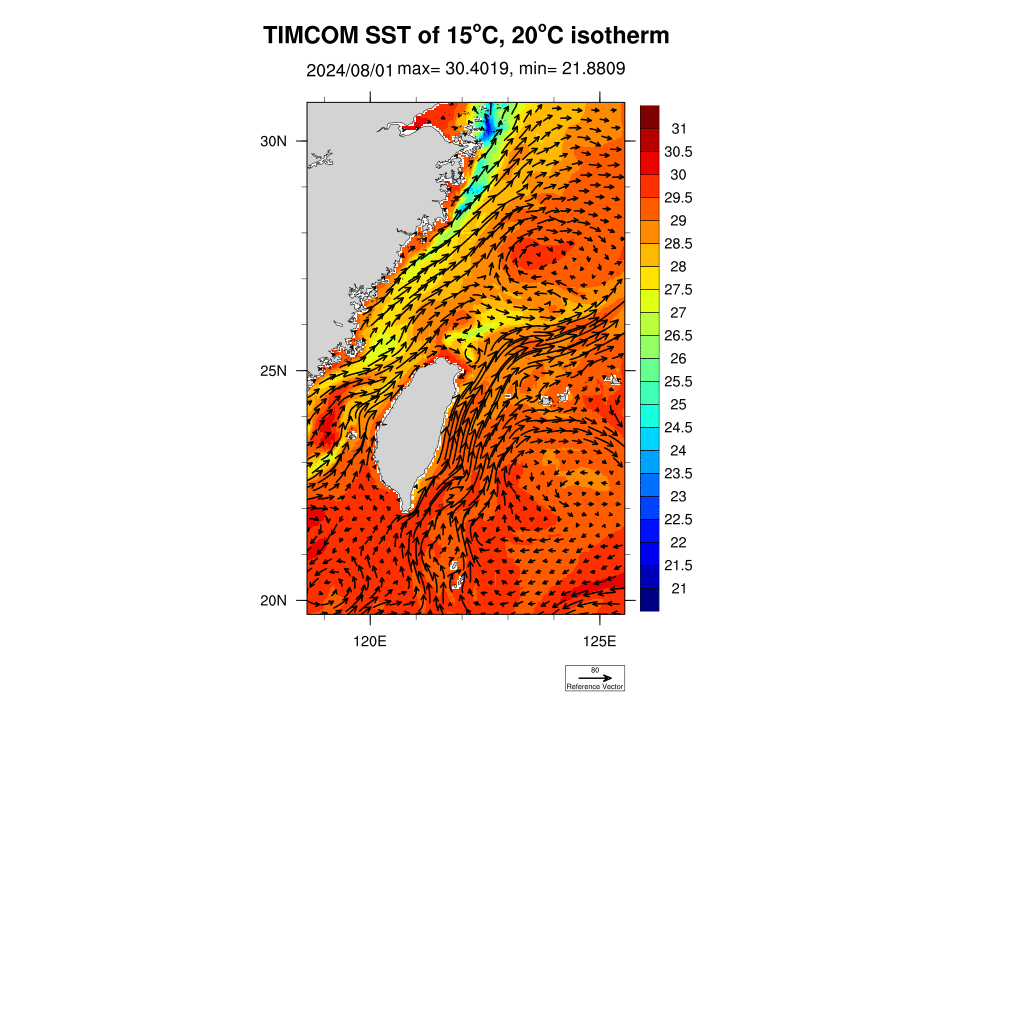 TIMCOM SST of 15°C, 20°C isotherm
2024/08/01 max= 30.4019, min= 21.8809
30N
25N
20N
120E
125E
31
30.5
30
29.5
29
28.5
28
27.5
27
26.5
26
25.5
25
24.5
24
23.5
23
22.5
22
21.5
21
80
Reference Vector